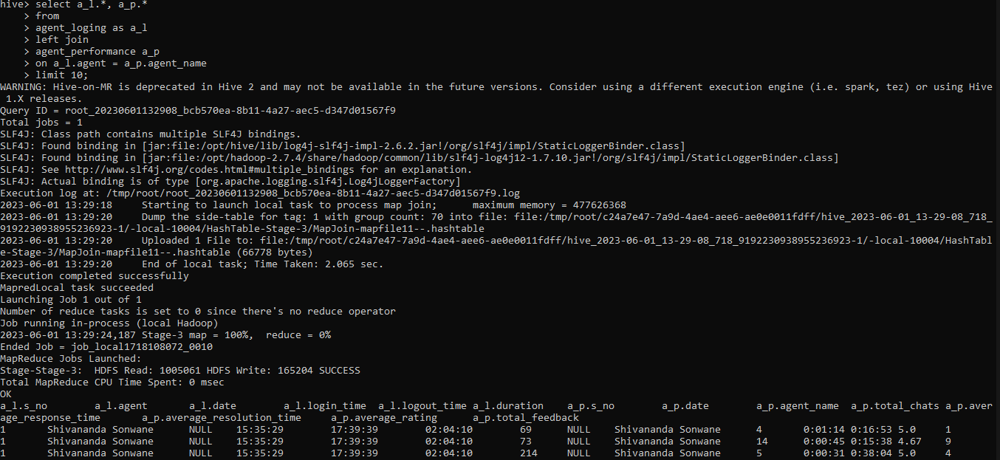 hive> select a_l.*, a_p.*
    > from
    > agent_loging as a_l
    > left join
    > agent_performance a_p
    > on a_l.agent = a_p.agent_name
    > limit 10;
WARNING: Hive-on-MR is deprecated in Hive 2 and may not be available in the future versions. Consider using a different execution engine (i.e. spark, tez) or using Hive
 1.X releases.
Query ID = root_20230601132908_bcb570ea-8b11-4a27-aec5-d347d01567f9
Total jobs = 1
SLF4J: Class path contains multiple SLF4J bindings.
SLF4J: Found binding in [jar:file:/opt/hive/lib/log4j-slf4j-impl-2.6.2.jar!/org/slf4j/impl/StaticLoggerBinder.class]
SLF4J: Found binding in [jar:file:/opt/hadoop-2.7.4/share/hadoop/common/lib/slf4j-log4j12-1.7.10.jar!/org/slf4j/impl/StaticLoggerBinder.class]
SLF4J: See http://www.slf4j.org/codes.html#multiple_bindings for an explanation.
SLF4J: Actual binding is of type [org.apache.logging.slf4j.Log4jLoggerFactory]
Execution log at: /tmp/root/root_20230601132908_bcb570ea-8b11-4a27-aec5-d347d01567f9.log
2023-06-01 13:29:18     Starting to launch local task to process map join;      maximum memory = 477626368
2023-06-01 13:29:20     Dump the side-table for tag: 1 with group count: 70 into file: file:/tmp/root/c24a7e47-7a9d-4ae4-aee6-ae0e0011fdff/hive_2023-06-01_13-29-08_718_
9192230938955236923-1/-local-10004/HashTable-Stage-3/MapJoin-mapfile11--.hashtable
2023-06-01 13:29:20     Uploaded 1 File to: file:/tmp/root/c24a7e47-7a9d-4ae4-aee6-ae0e0011fdff/hive_2023-06-01_13-29-08_718_9192230938955236923-1/-local-10004/HashTabl
e-Stage-3/MapJoin-mapfile11--.hashtable (66778 bytes)
2023-06-01 13:29:20     End of local task; Time Taken: 2.065 sec.
Execution completed successfully
MapredLocal task succeeded
Launching Job 1 out of 1
Number of reduce tasks is set to 0 since there's no reduce operator
Job running in-process (local Hadoop)
2023-06-01 13:29:24,187 Stage-3 map = 100%,  reduce = 0%
Ended Job = job_local1718108072_0010
MapReduce Jobs Launched:
Stage-Stage-3:  HDFS Read: 1005061 HDFS Write: 165204 SUCCESS
Total MapReduce CPU Time Spent: 0 msec
OK
a_l.s_no        a_l.agent       a_l.date        a_l.login_time  a_l.logout_time a_l.duration    a_p.s_no        a_p.date        a_p.agent_name  a_p.total_chats a_p.aver
age_response_time       a_p.average_resolution_time     a_p.average_rating      a_p.total_feedback
1       Shivananda Sonwane      NULL    15:35:29        17:39:39        02:04:10        69      NULL    Shivananda Sonwane      4       0:01:14 0:16:53 5.0     1
1       Shivananda Sonwane      NULL    15:35:29        17:39:39        02:04:10        73      NULL    Shivananda Sonwane      14      0:00:45 0:15:38 4.67    9
1       Shivananda Sonwane      NULL    15:35:29        17:39:39        02:04:10        214     NULL    Shivananda Sonwane      5       0:00:31 0:38:04 5.0     4